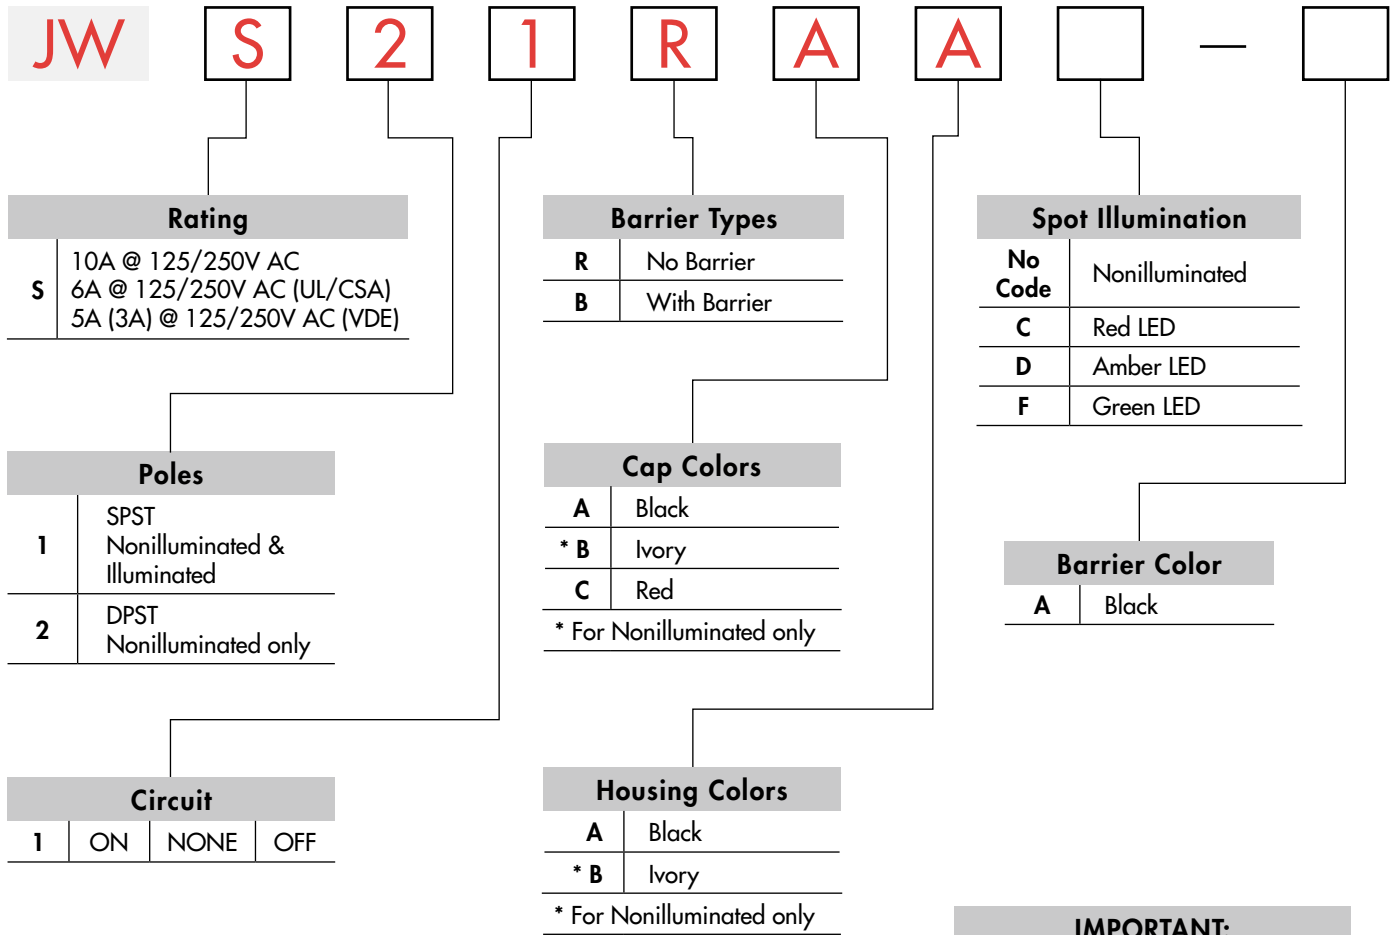 JW S 2 1 R A A —
Rating
S 10A @ 125/250V AC
6A @ 125/250V AC (UL/CSA)
5A (3A) @ 125/250V AC (VDE)
Barrier Types
R No Barrier
B With Barrier
Spot Illumination
No Code Nonilluminated
C Red LED
D Amber LED
F Green LED
Poles
1 SPST
Nonilluminated &
Illuminated
2 DPST
Nonilluminated only
Cap Colors
A Black
* B Ivory
C Red
* For Nonilluminated only
Barrier Color
A Black
Circuit
1 ON NONE OFF
Housing Colors
A Black
* B Ivory
* For Nonilluminated only
IMPORTANT: